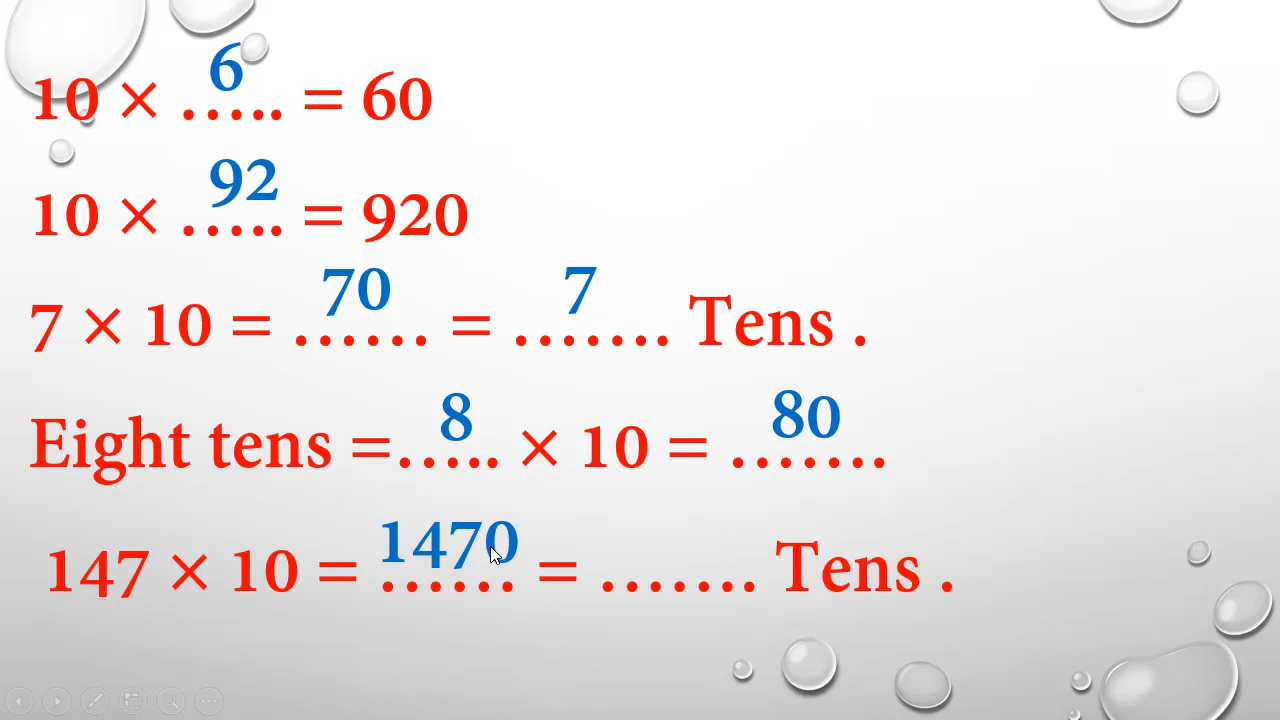 10 × 6 ..... = 60
10 × 92 ..... = 920
7 × 10 = 70 ...... = 7 ....... Tens .
Eight tens = 8 ..... × 10 = 80 .......
147 × 10 = 1470 ...... = ....... Tens .